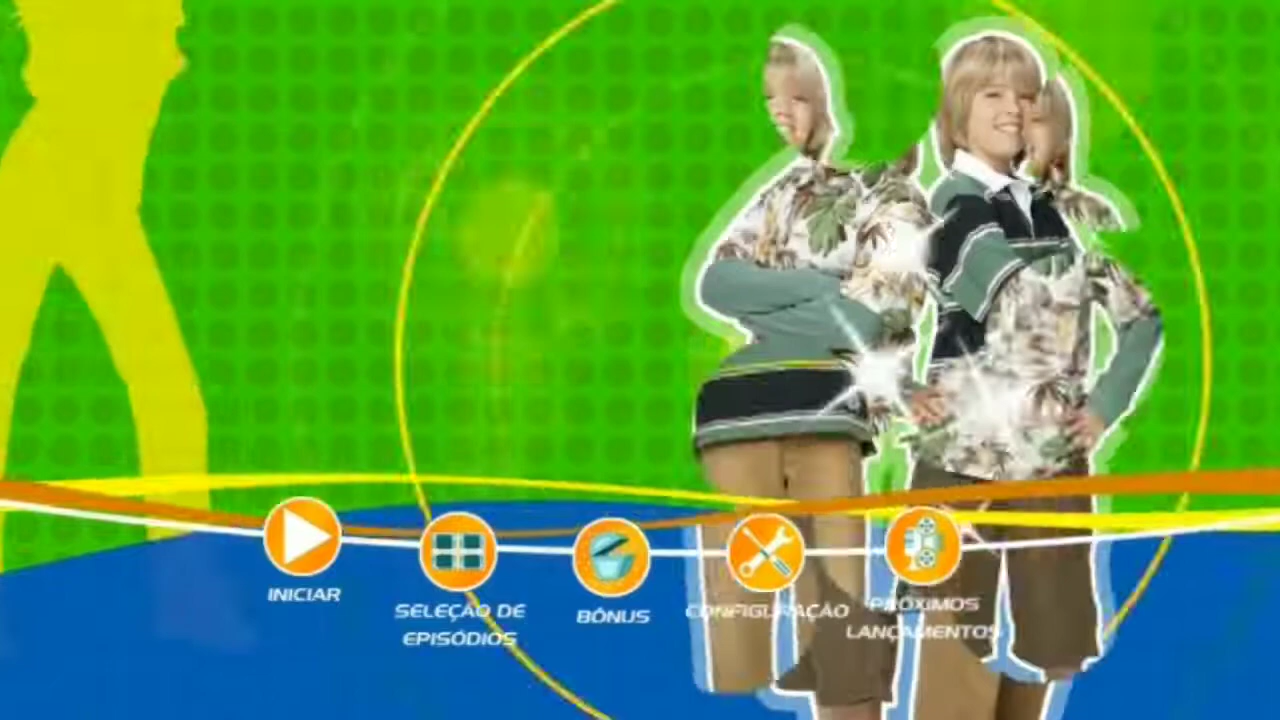 INICIAR
SELEÇÃO DE
EPISÓDIOS
BÔNUS
CONFIGURAÇÃO
PRÓXIMOS
LANÇAMENTOS